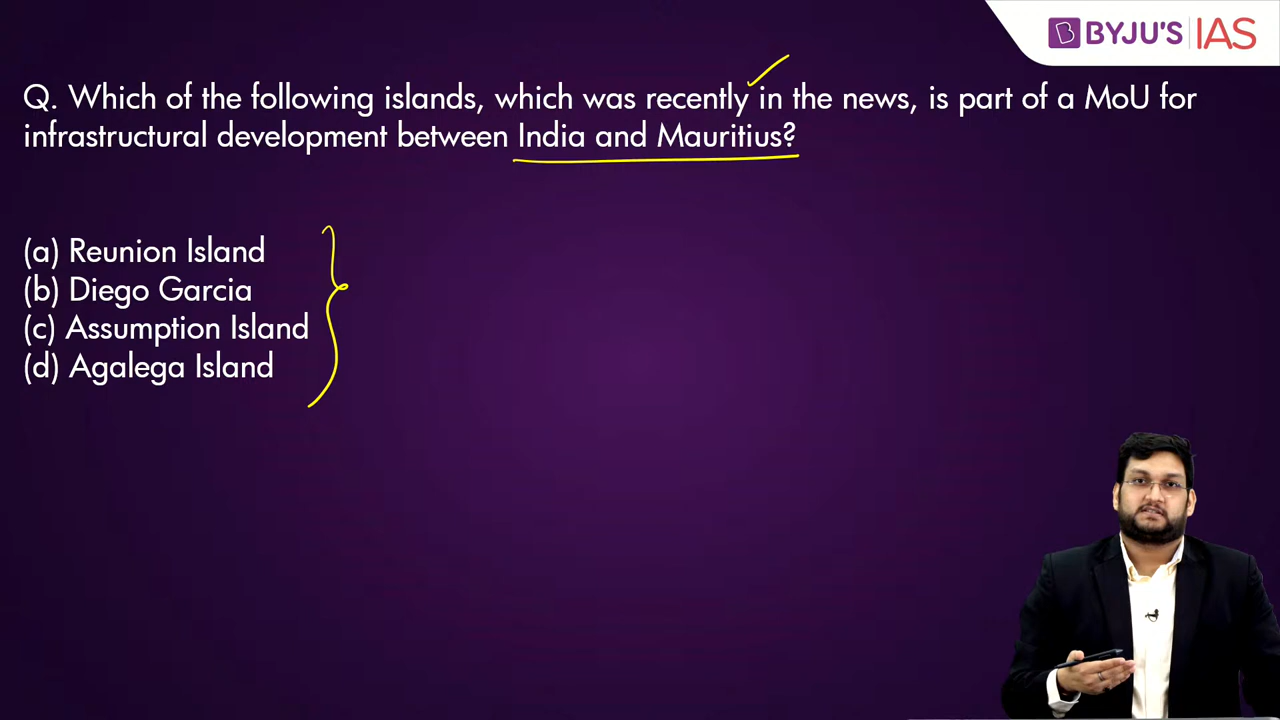 BYJU'S IAS
Q. Which of the following islands, which was recently in the news, is part of a MoU for
infrastructural development between India and Mauritius?
(a) Reunion Island
(b) Diego Garcia
(c) Assumption Island
(d) Agalega Island